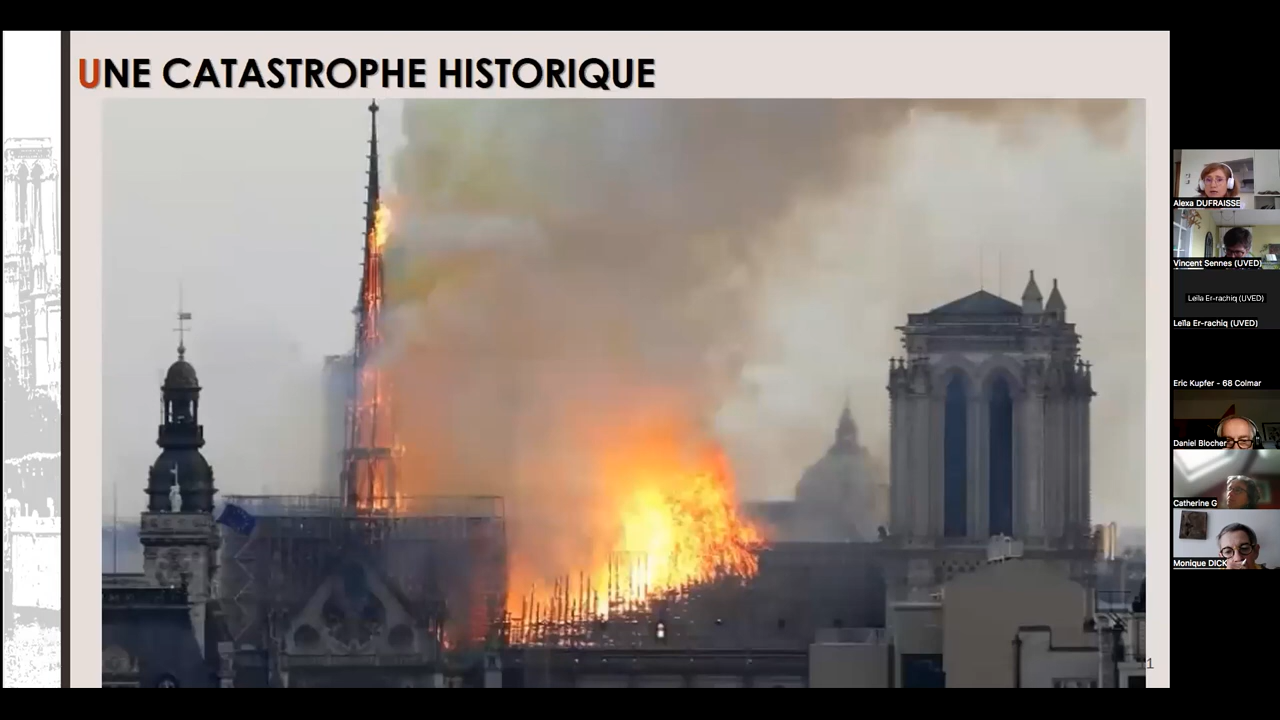 UNE CATASTROPHE HISTORIQUE
Alexa DUFRAISSE
Vincent Sennes (UVED)
Leïla Er-rachiq (UVED)
Leïla Er-rachiq (UVED)
Eric Kupfer - 68 Colmar
Daniel Blocher
Catherine G
Monique DICK
1